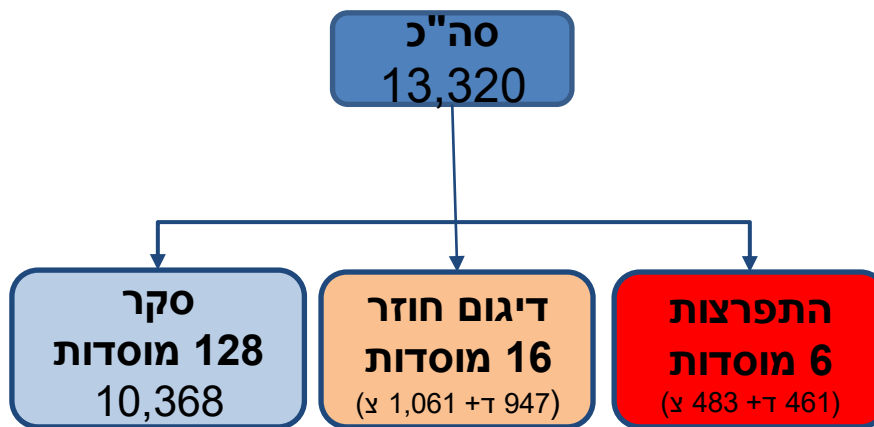 סה"כ
13,320
התפרצות
6 מוסדות
(461 ד+ 483 צ)
דיגום חוזר
16 מוסדות
(947 ד+ 1,061 צ)
סקר
128 מוסדות
10,368